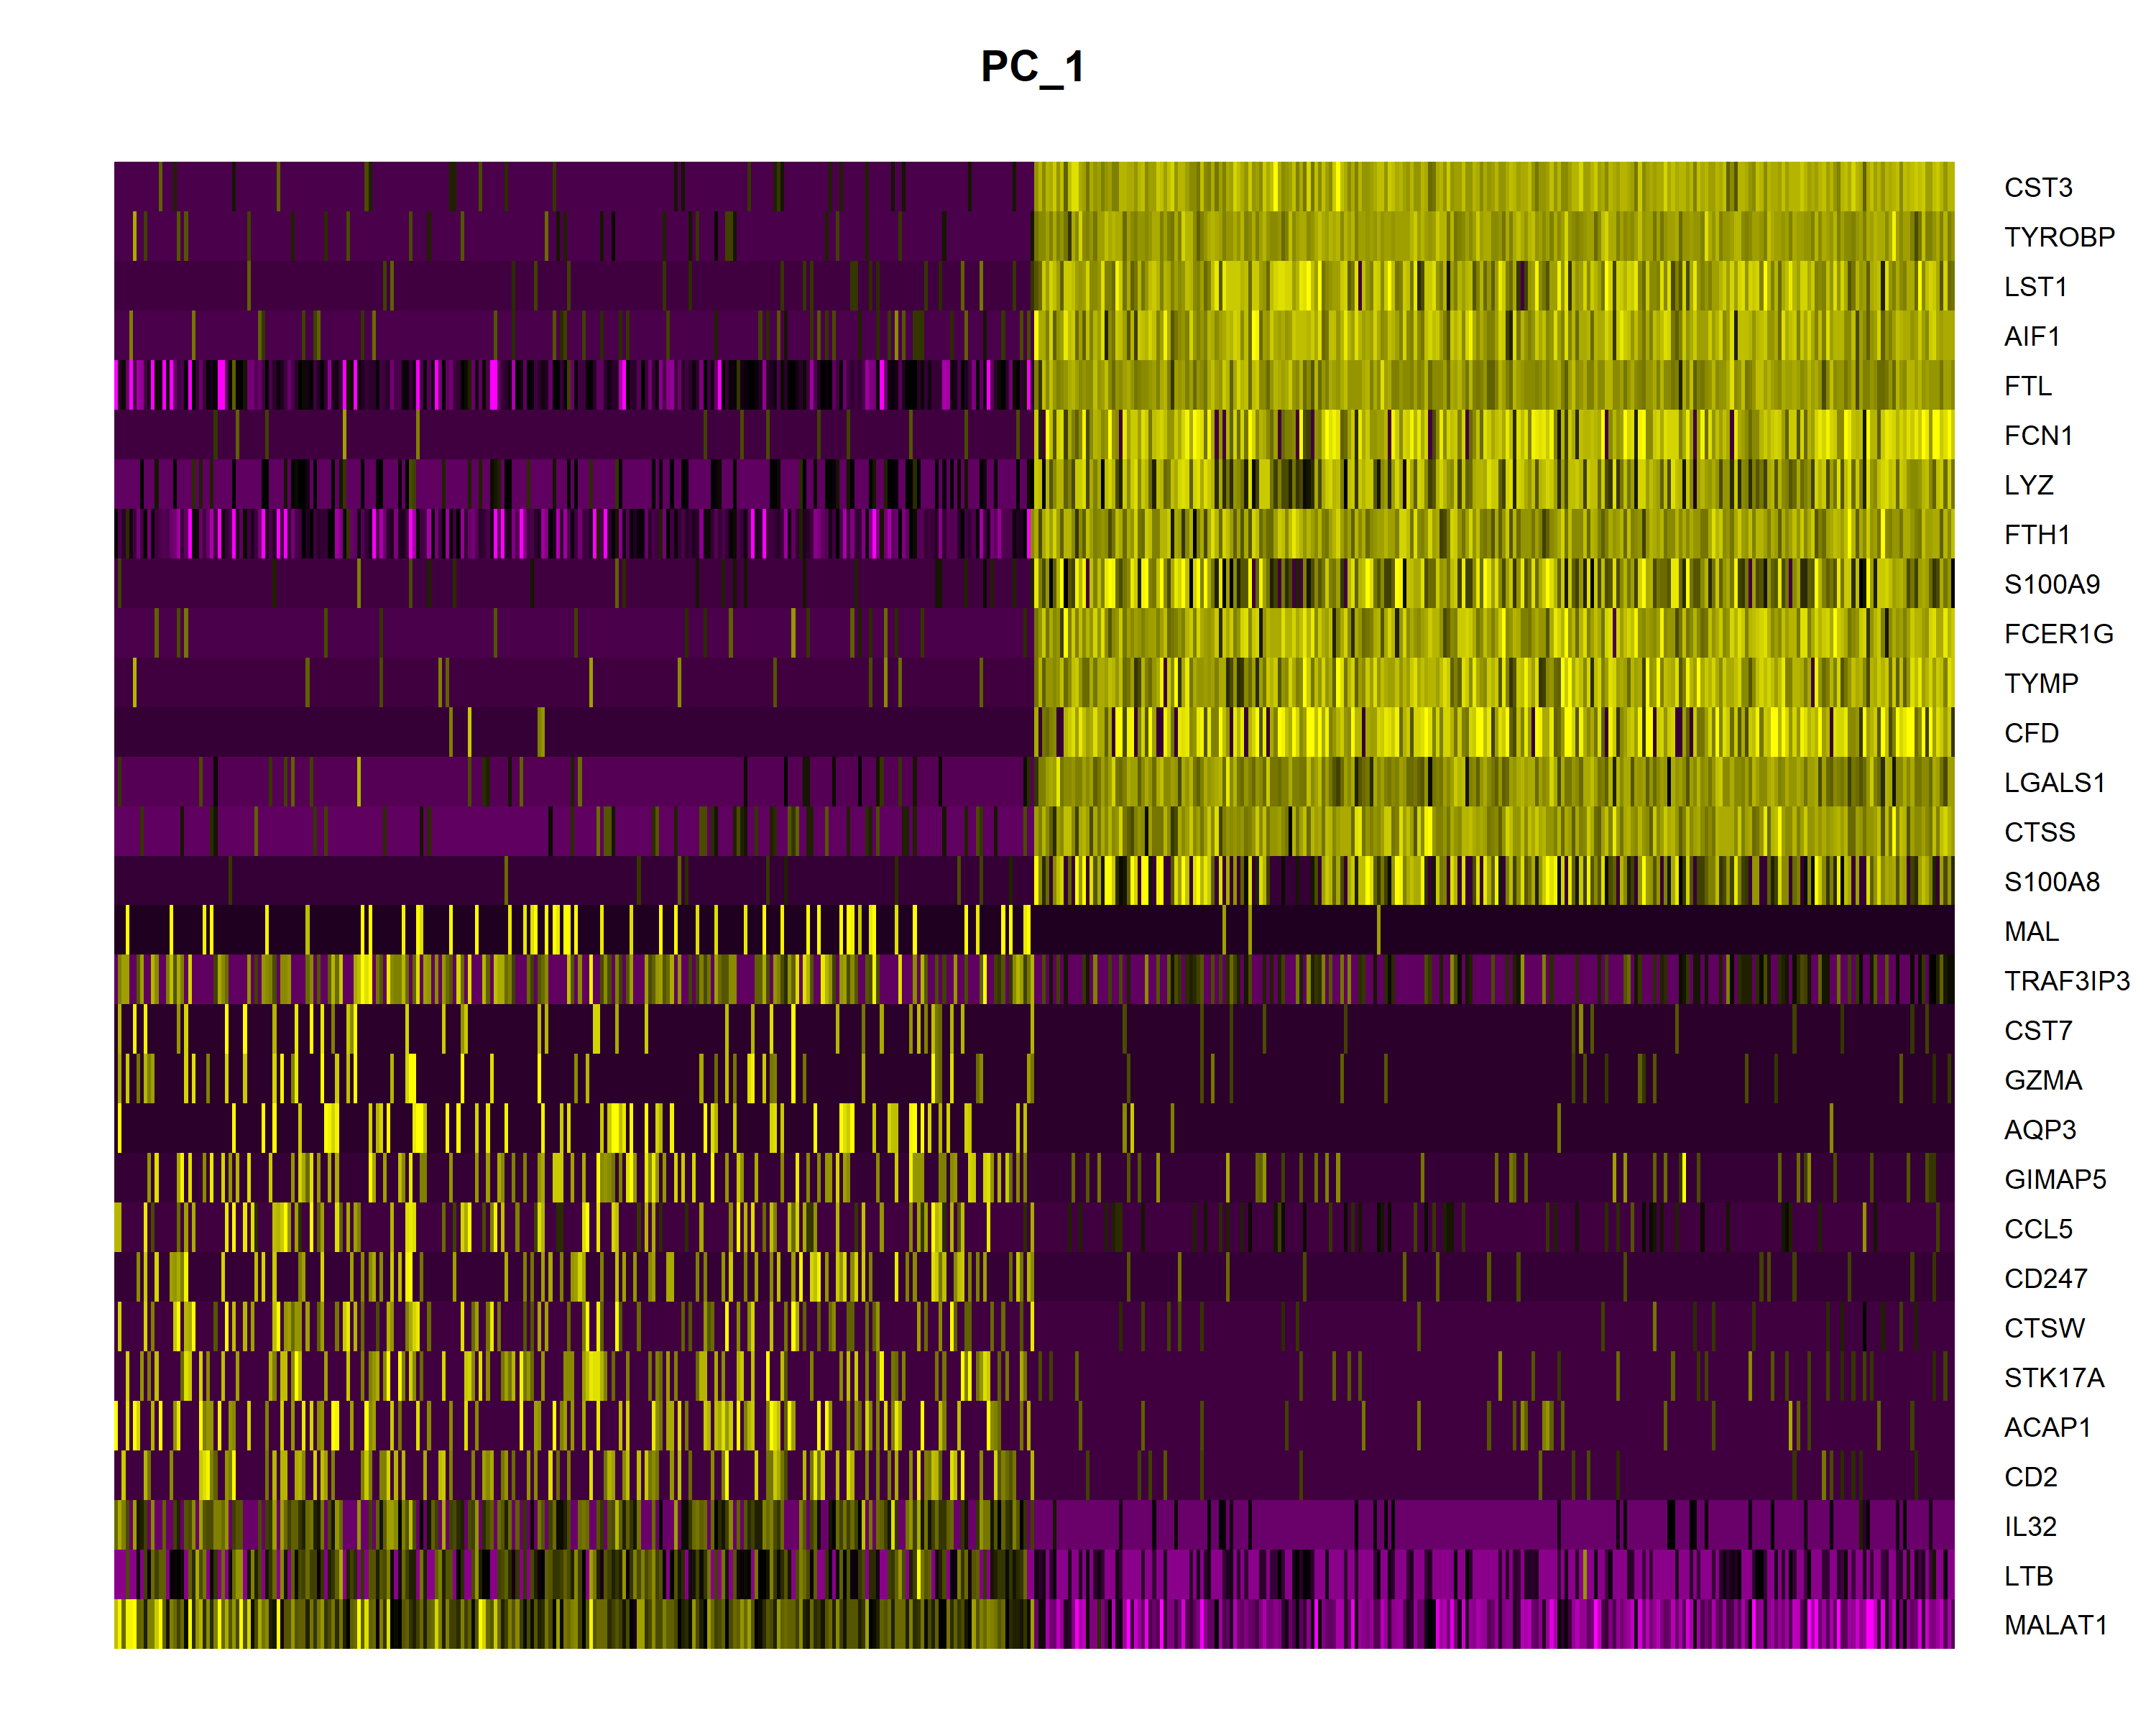 PC_1
CST3
TYROBP
LST1
AIF1
FTL
FCN1
LYZ
FTH1
S100A9
FCER1G
TYMP
CFD
LGALS1
CTSS
S100A8
MAL
TRAF3IP3
CST7
GZMA
AQP3
GIMAP5
CCL5
CD247
CTSW
STK17A
ACAP1
CD2
IL32
LTB
MALAT1